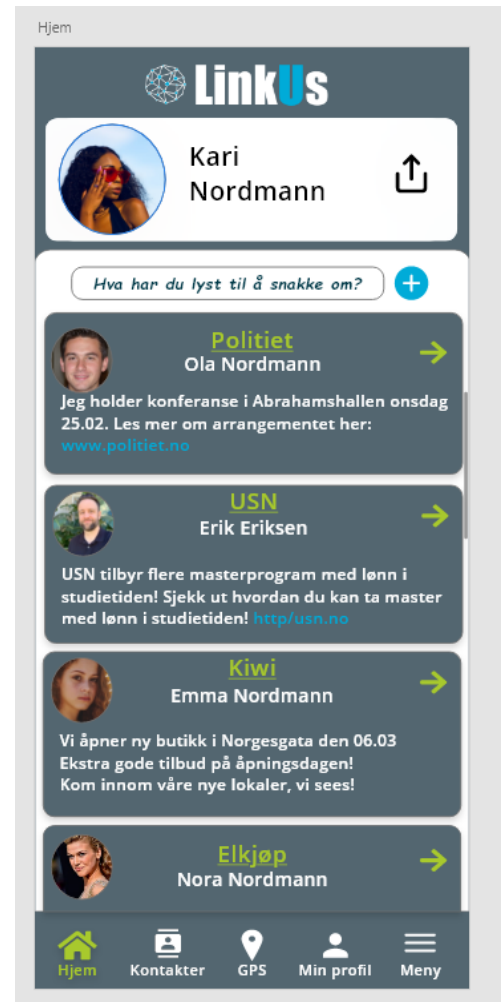 Hjem
LinkUs
Kari
Nordmann
Hva har du lyst til å snakke om?
Politiet
Ola Nordmann
Jeg holder konferanse i Abrahamshallen onsdag
25.02. Les mer om arrangementet her:
www.politiet.no
USN
Erik Eriksen
USN tilbyr flere masterprogram med lønn i
studietiden! Sjekk ut hvordan du kan ta master
med lønn i studietiden! http/usn.no
Kiwi
Emma Nordmann
Vi åpner ny butikk i Norgesgata den 06.03
Ekstra gode tilbud på åpningsdagen!
Kom innom våre nye lokaler, vi sees!
Elkjøp
Nora Nordmann
Hjem Kontakter GPS Min profil Meny